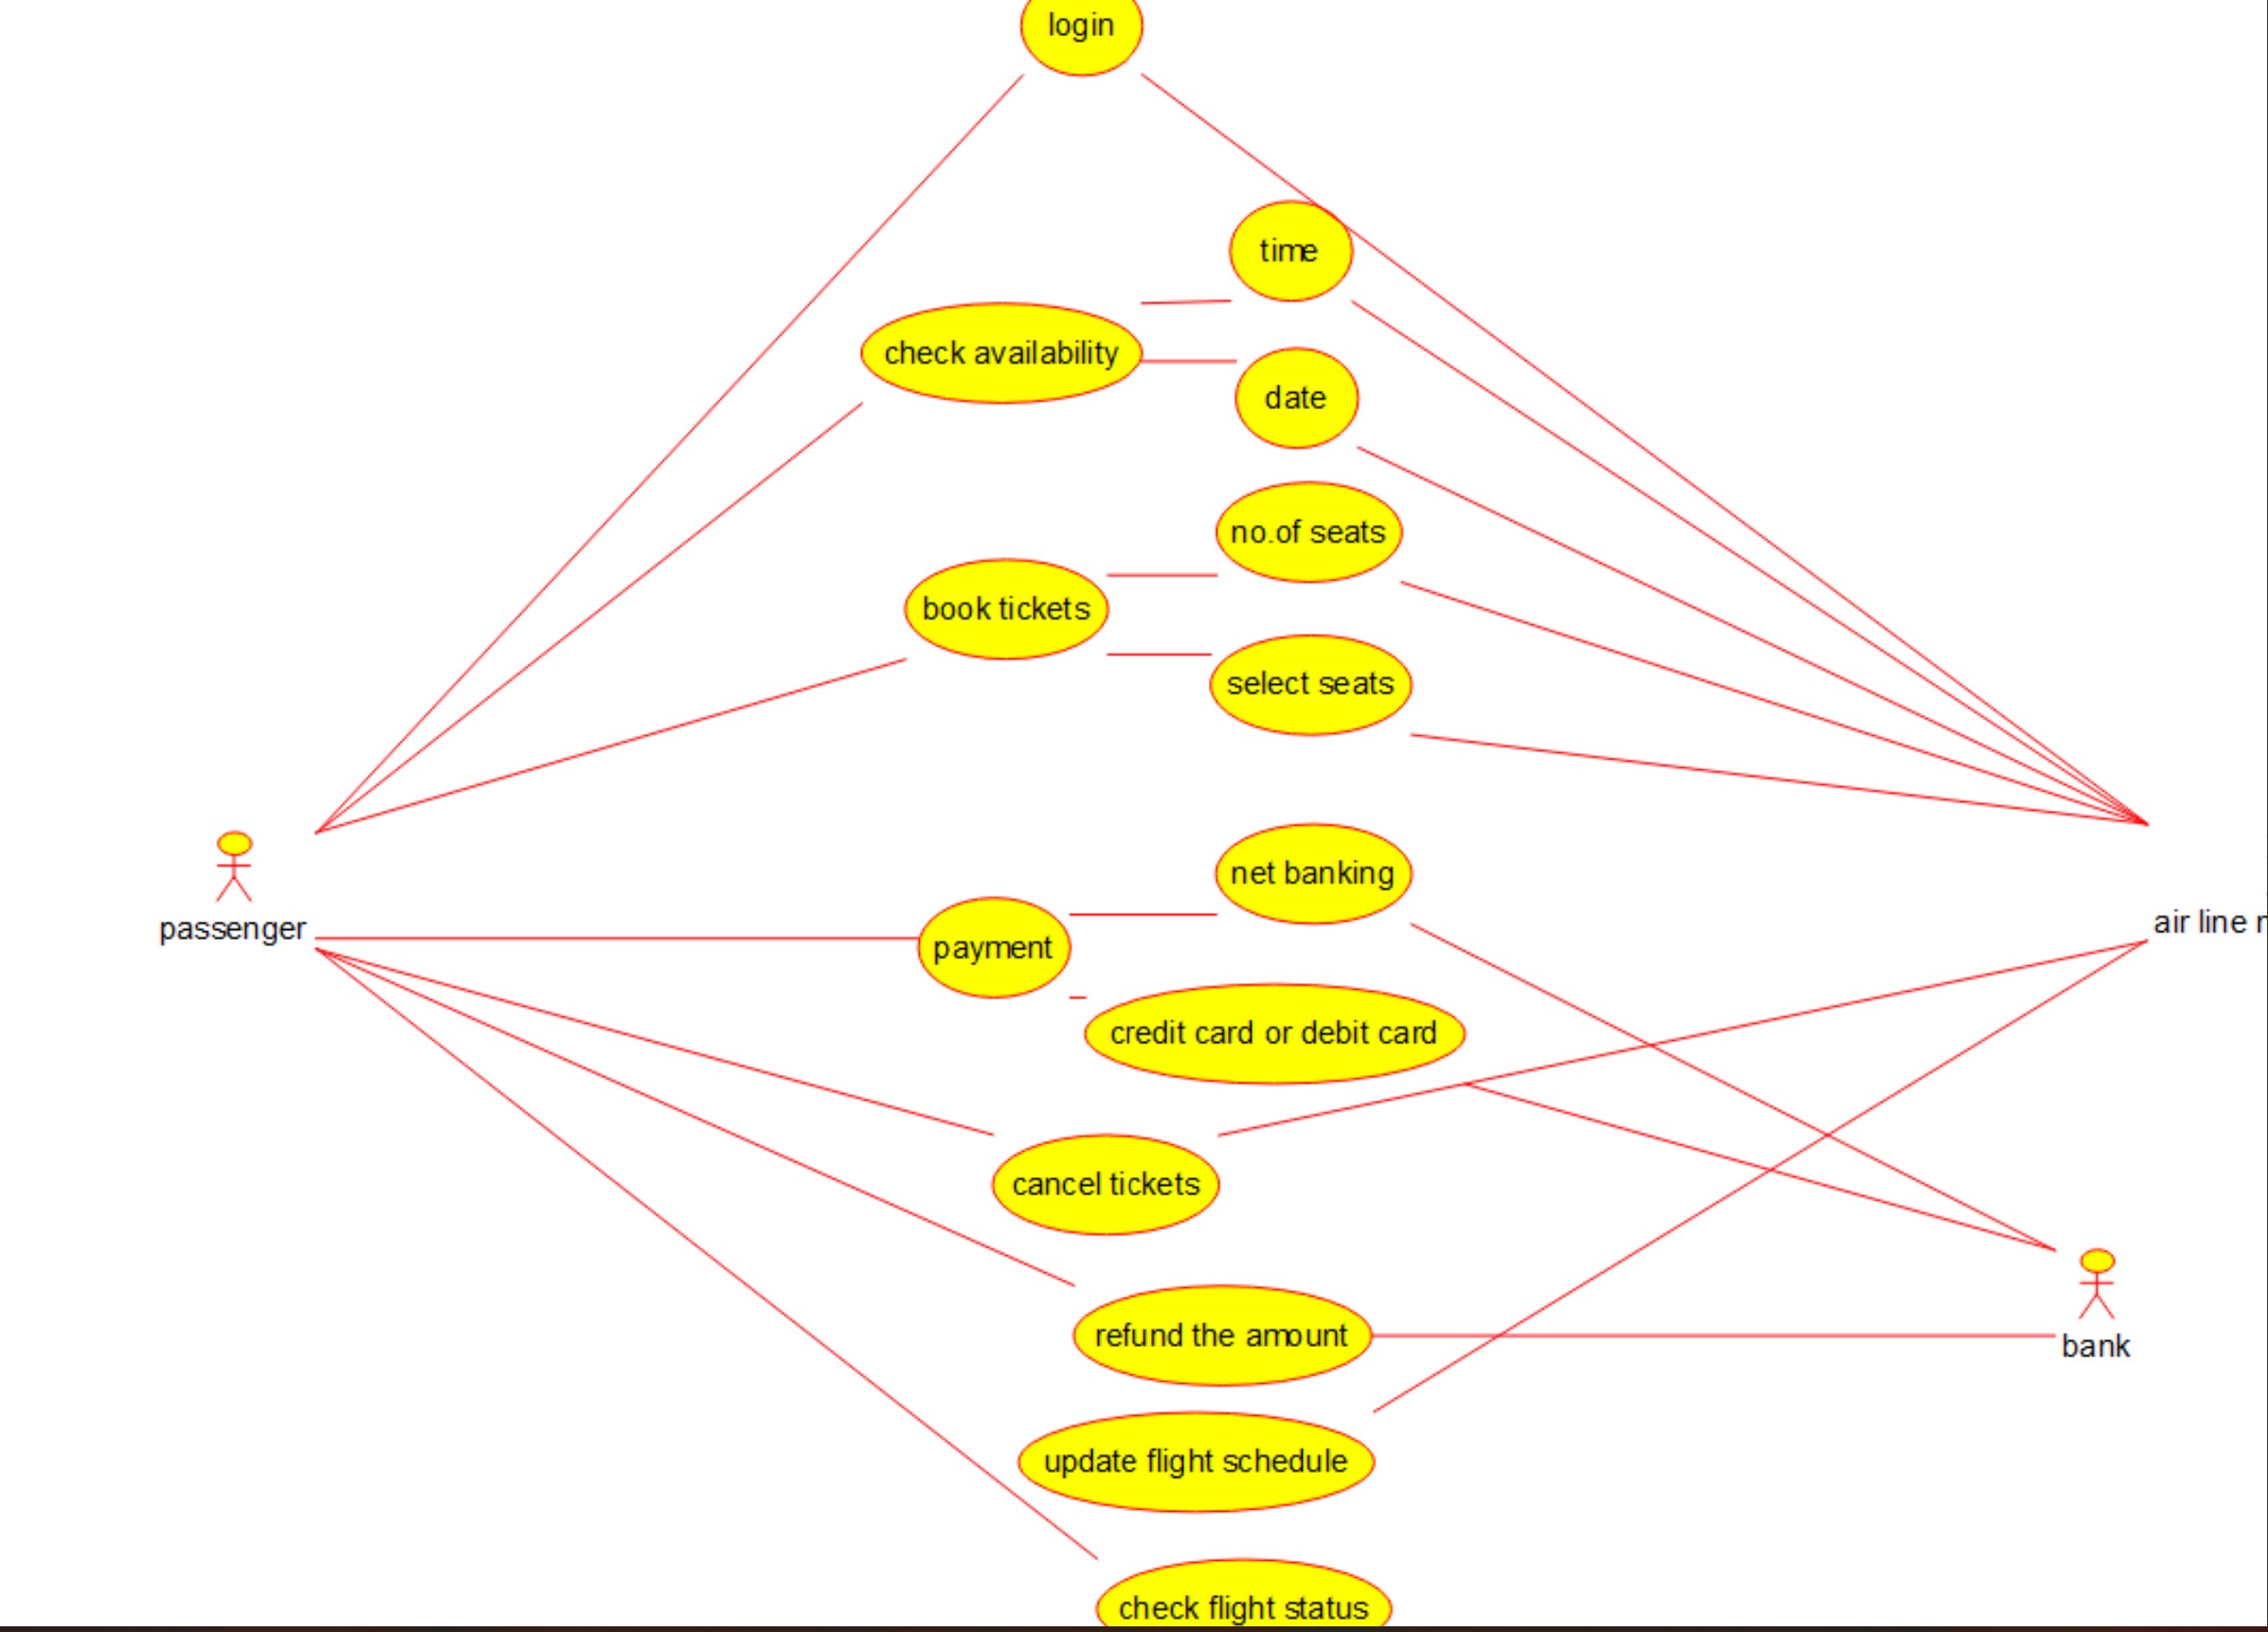 login
time
check availability
date
no.of seats
book tickets
select seats
net banking
passenger
air line
payment
credit card or debit card
cancel tickets
refund the amount
bank
update flight schedule
check flight status